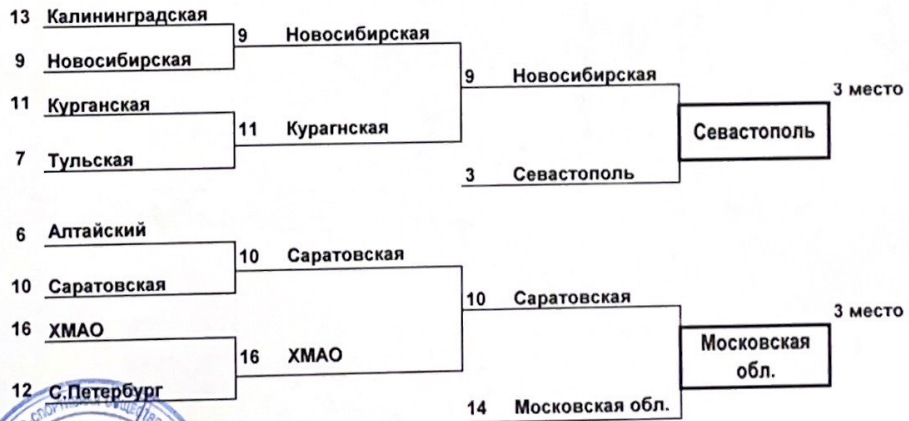 13 Калининградская
9 Новосибирская
9 Новосибирская
11 Курганская
7 Тульская
11 Курагнская
9 Новосибирская
3 Севастополь
3 место
Севастополь
6 Алтайский
10 Саратовская
10 Саратовская
16 ХМАО
12 С.Петербург
16 ХМАО
10 Саратовская
14 Московская обл.
3 место
Московская
обл.